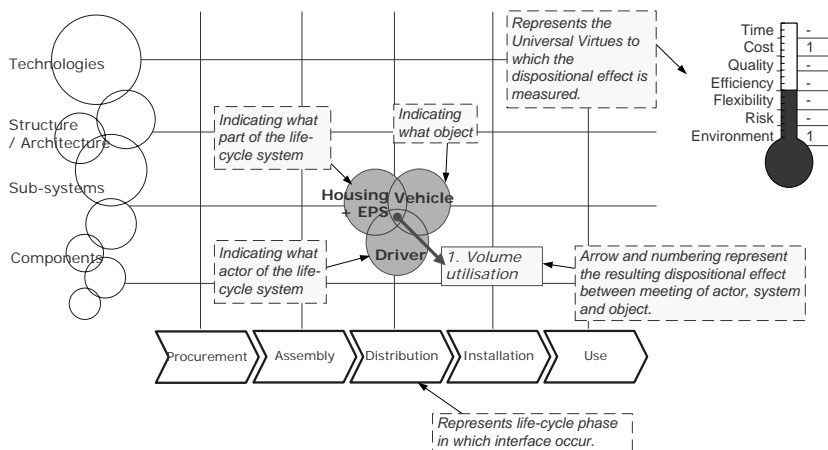 Represents the
Universal Virtues to
which the
dispositional effect is
measured.
Time -
Cost 1
Quality -
Efficiency -
Flexibility -
Risk -
Environment 1
Technologies
Structure
/ Architecture
Sub-systems
Components
Indicating what
part of the life-
cycle system
Indicating
what object
Housing
+ EPS
Vehicle
Driver
Indicating what
actor of the life-
cycle system
1. Volume
utilisation
Arrow and numbering represent
the resulting dispositional effect
between meeting of actor, system
and object.
Procurement
Assembly
Distribution
Installation
Use
Represents life-cycle phase
in which interface occur.